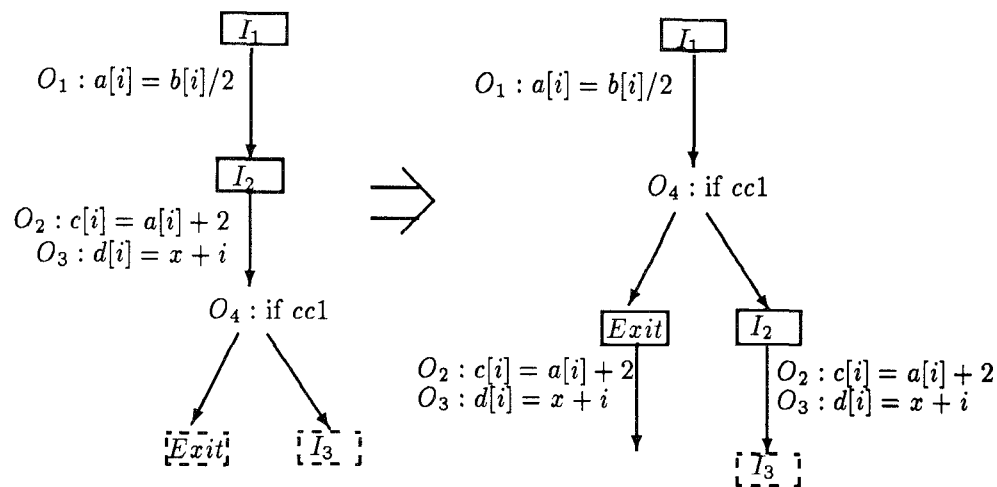 I₁
O₁ : a[i] = b[i]/2
I₂
O₂ : c[i] = a[i] + 2
O₃ : d[i] = x + i
O₄ : if cc1
Exit
I₃
I₁
O₁ : a[i] = b[i]/2
O₄ : if cc1
Exit
I₂
O₂ : c[i] = a[i] + 2
O₃ : d[i] = x + i
O₂ : c[i] = a[i] + 2
O₃ : d[i] = x + i
I₃